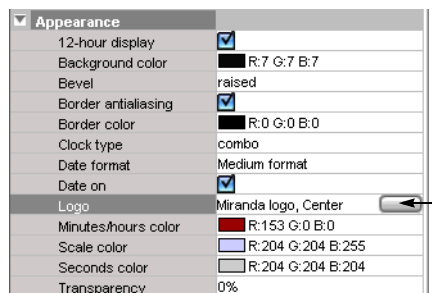 Appearance
12-hour display
Background color R:7 G:7 B:7
Bevel raised
Border antialiasing
Border color R:0 G:0 B:0
Clock type combo
Date format Medium format
Date on
Logo Miranda logo, Center
Minutes/hours color R:153 G:0 B:0
Scale color R:204 G:204 B:255
Seconds color R:204 G:204 B:204
Transparency 0%